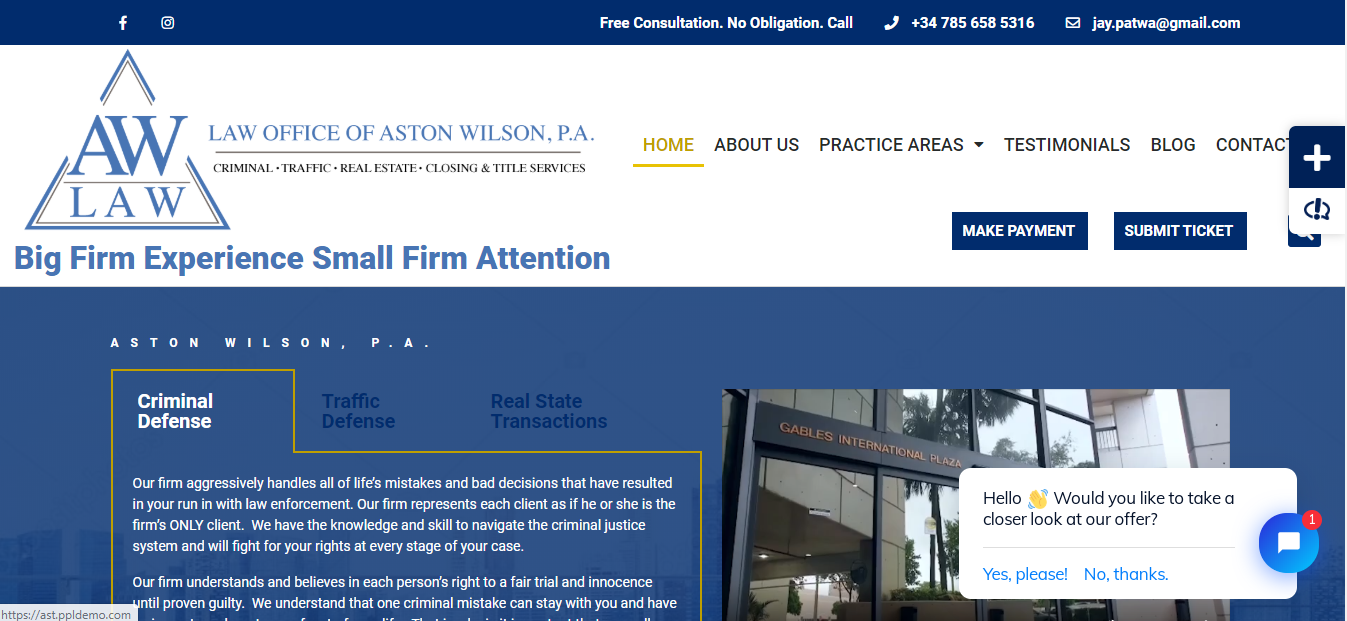 Free Consultation. No Obligation. Call
+34 785 658 5316
jay.patwa@gmail.com
AW
LAW
LAW OFFICE OF ASTON WILSON, P.A.
CRIMINAL • TRAFFIC • REAL ESTATE • CLOSING & TITLE SERVICES
Big Firm Experience Small Firm Attention
HOME
ABOUT US
PRACTICE AREAS
TESTIMONIALS
BLOG
CONTACT
MAKE PAYMENT
SUBMIT TICKET
ASTON WILSON, P.A.
Criminal
Defense
Traffic
Defense
Real State
Transactions
Our firm aggressively handles all of life's mistakes and bad decisions that have resulted
in your run in with law enforcement. Our firm represents each client as if he or she is the
firm's ONLY client. We have the knowledge and skill to navigate the criminal justice
system and will fight for your rights at every stage of your case.
Our firm understands and believes in each person's right to a fair trial and innocence
until proven guilty. We understand that one criminal mistake can stay with you and have
GABLES INTERNATIONAL PLAZA
Hello 👋 Would you like to take a
closer look at our offer?
Yes, please!
No, thanks.
1
https://ast.ppldemo.com